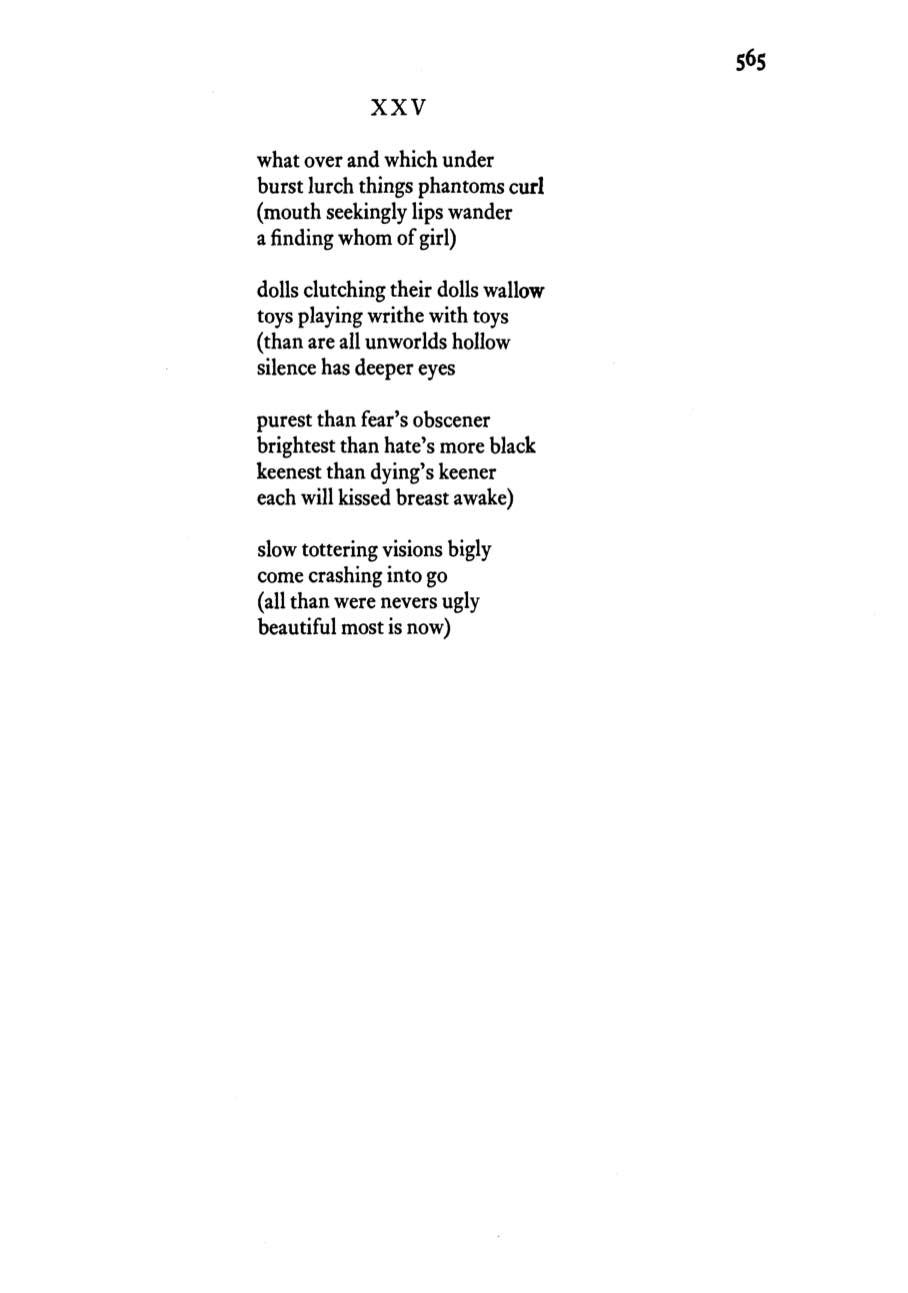 565
XXV
what over and which under
burst lurch things phantoms curl
(mouth seekingly lips wander
a finding whom of girl)
dolls clutching their dolls wallow
toys playing writhe with toys
(than are all unworlds hollow
silence has deeper eyes
purest than fear's obscener
brightest than hate's more black
keenest than dying's keener
each will kissed breast awake)
slow tottering visions bigly
come crashing into go
(all than were nevers ugly
beautiful most is now)